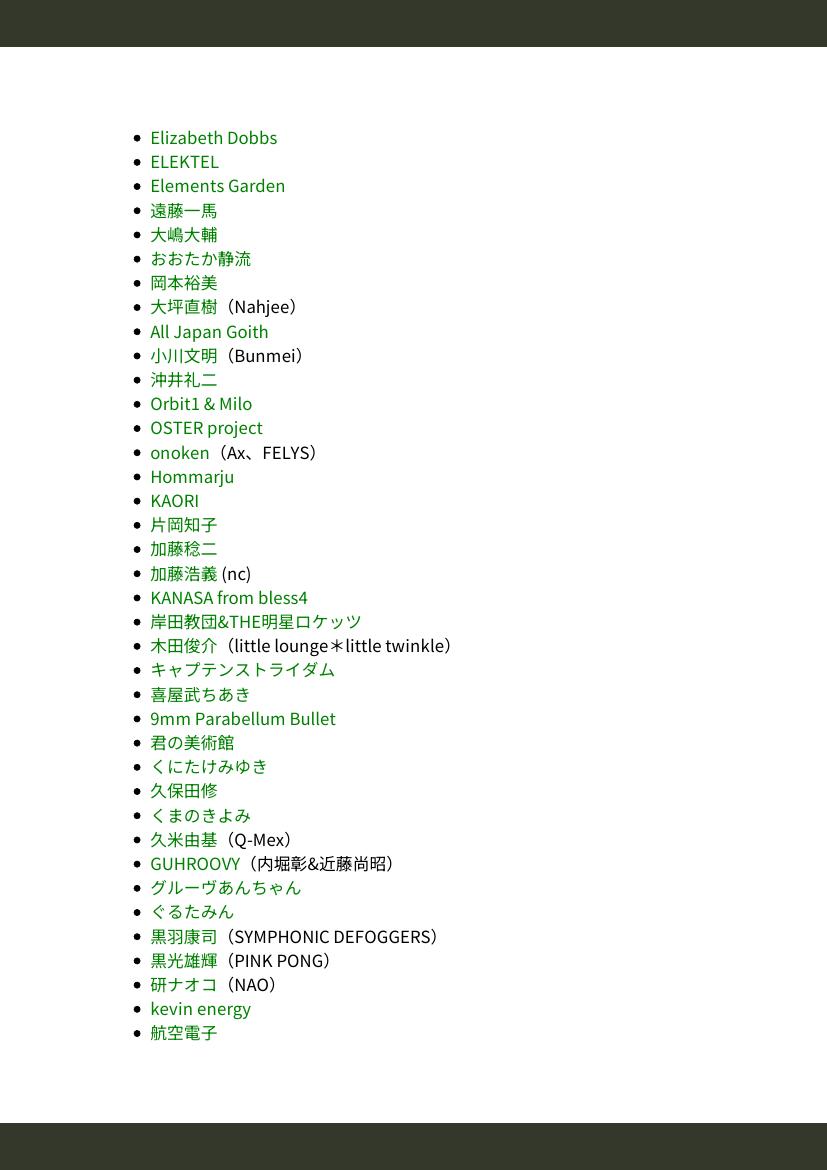 Elizabeth Dobbs
ELEKTEL
Elements Garden
遠藤一馬
大嶋大輔
おおたか静流
岡本裕美
大坪直樹（Nahjee）
All Japan Goith
小川文明（Bunmei）
沖井礼二
Orbit1 & Milo
OSTER project
onoken（Ax、FELYS）
Hommarju
KAORI
片岡知子
加藤稔二
加藤浩義 (nc)
KANASA from bless4
岸田教団&THE明星ロケッツ
木田俊介（little lounge＊little twinkle）
キャプテンストライダム
喜屋武ちあき
9mm Parabellum Bullet
君の美術館
くにたけみゆき
久保田修
くまのきよみ
久米由基（Q-Mex）
GUHROOVY（内堀彰&近藤尚昭）
グルーヴあんちゃん
ぐるたみん
黒羽康司（SYMPHONIC DEFOGGERS）
黒光雄輝（PINK PONG）
研ナオコ（NAO）
kevin energy
航空電子